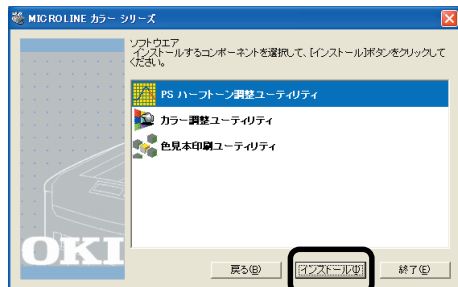 MICROLINE カラー シリーズ
ソフトウエア
インストールするコンポーネントを選択して、[インストール]ボタンをクリックして
ください。
PS ハーフトーン調整ユーティリティ
カラー調整ユーティリティ
色見本印刷ユーティリティ
OKI
戻る(B)
インストール(I)
終了(E)